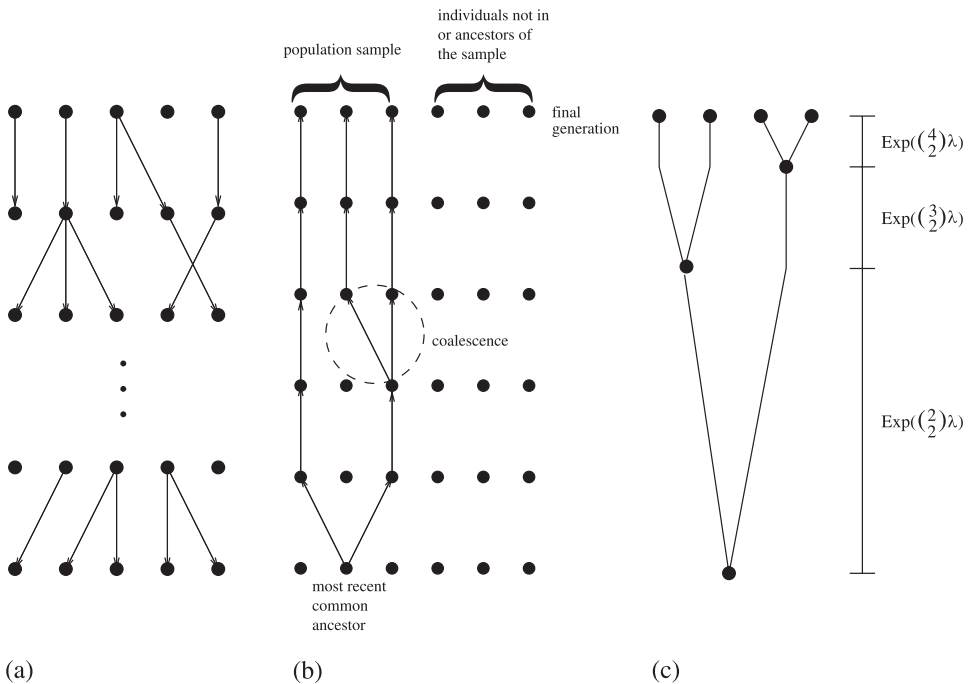 population sample
individuals not in
or ancestors of
the sample
final
generation
coalescence
most recent
common
ancestor
Exp((4 2)λ)
Exp((3 2)λ)
Exp((2 2)λ)
(a)
(b)
(c)